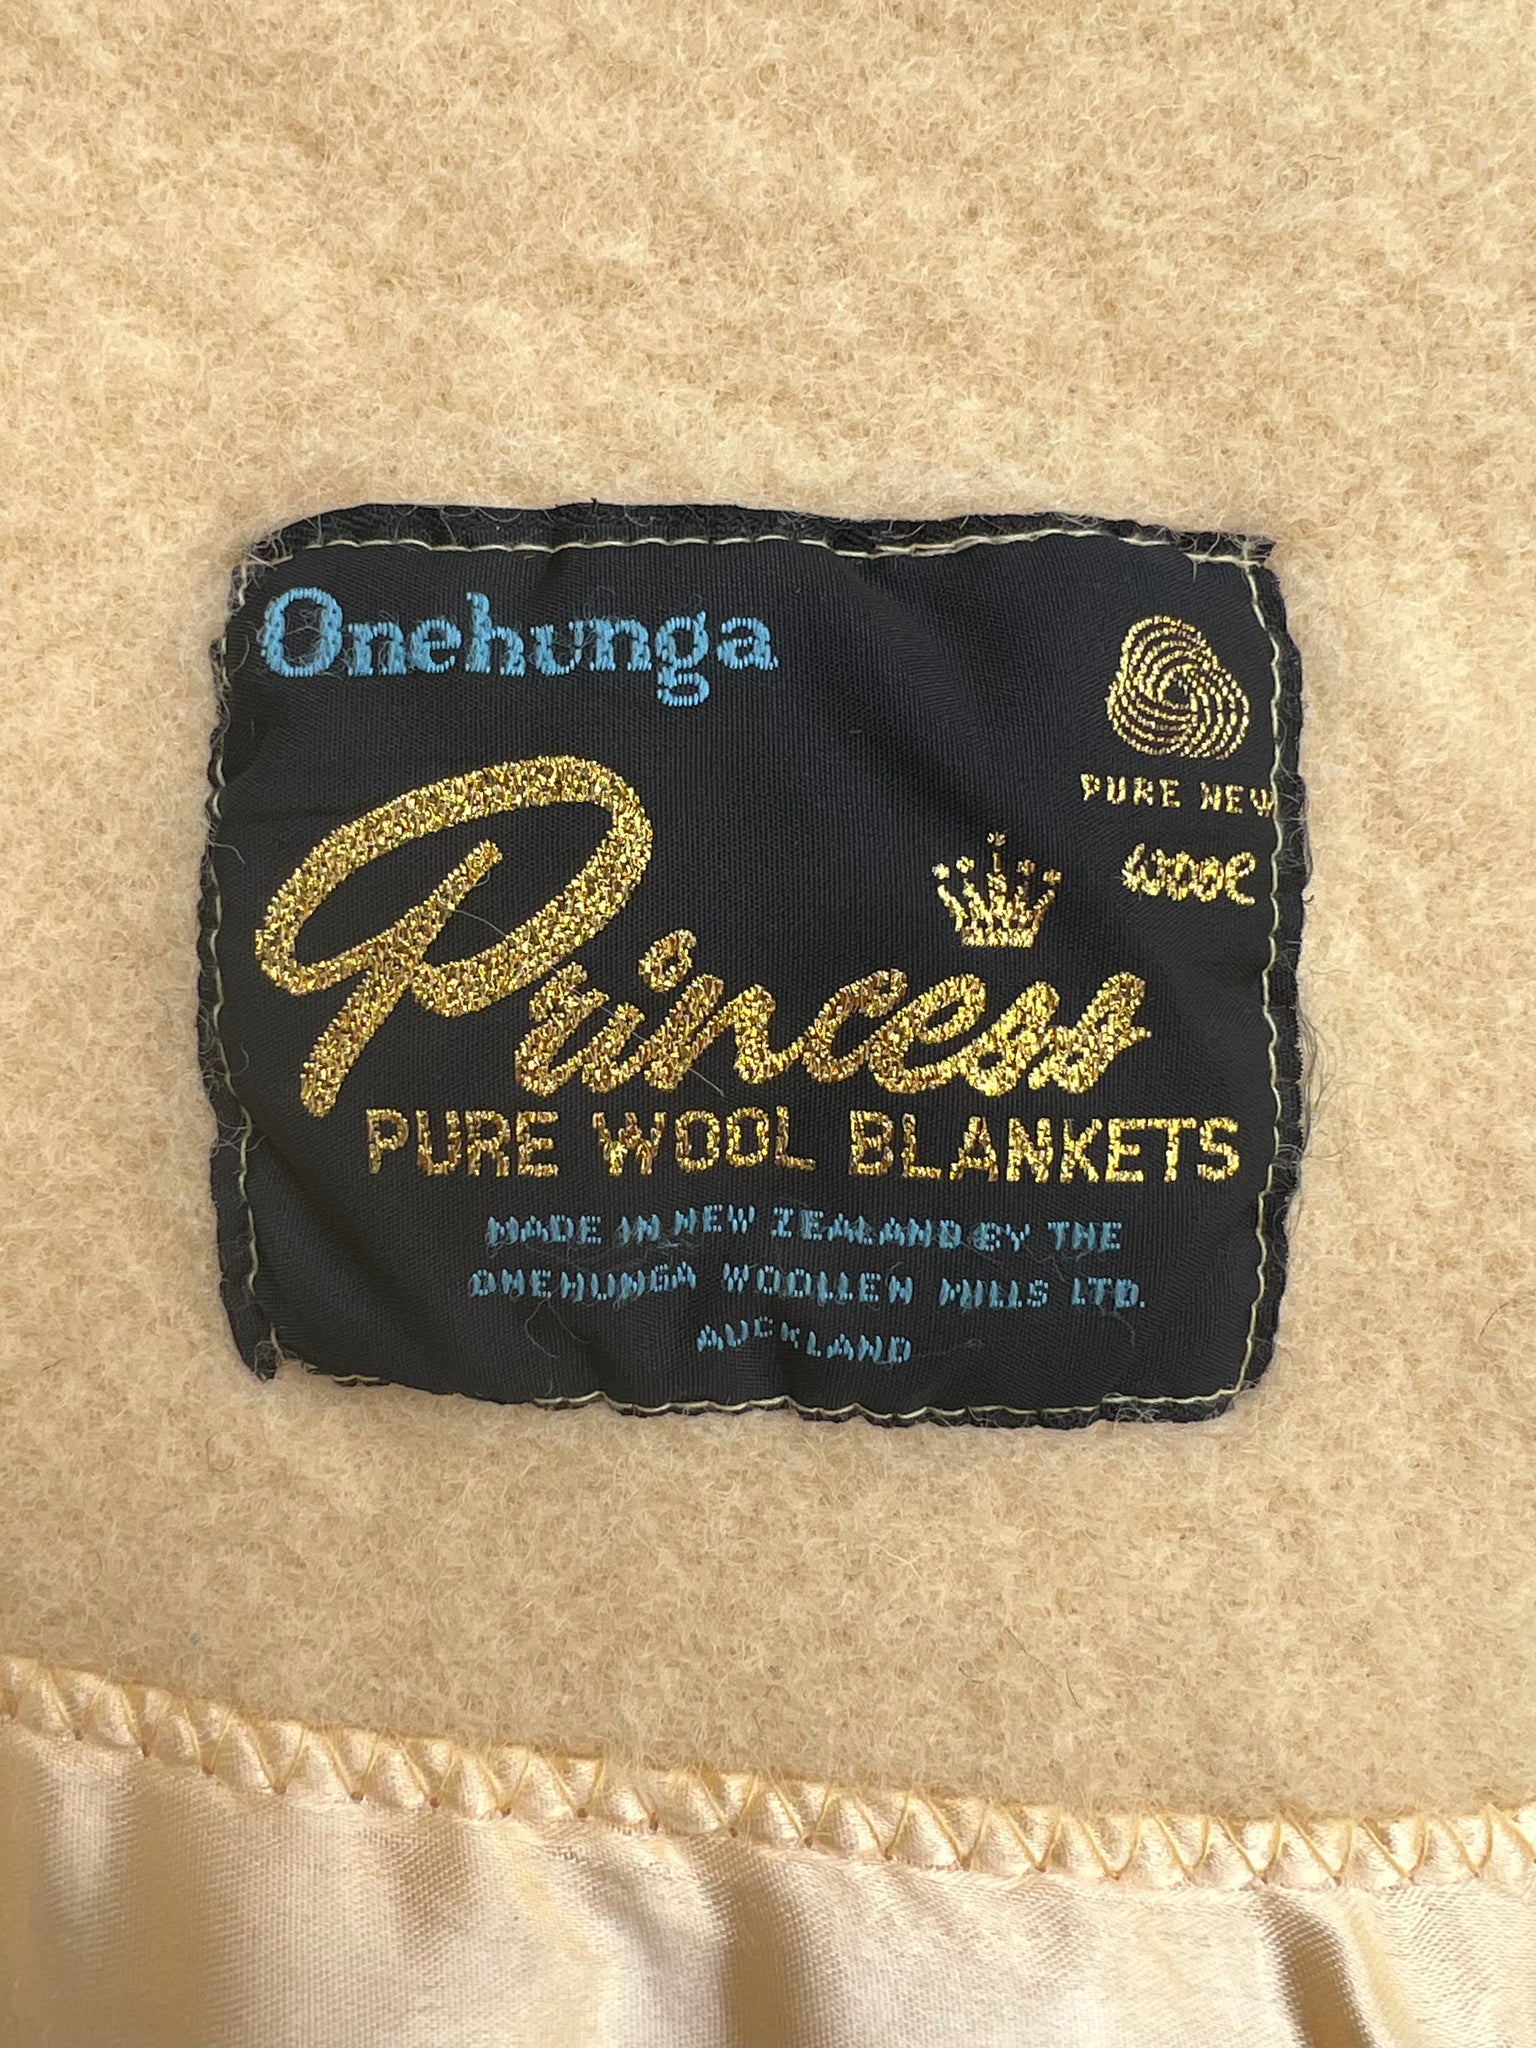 Onehunga
PURE NEW
WOOL
Princess
PURE WOOL BLANKETS
MADE IN NEW ZEALAND BY THE
ONEHUNGA WOOLLEN MILLS LTD.
AUCKLAND